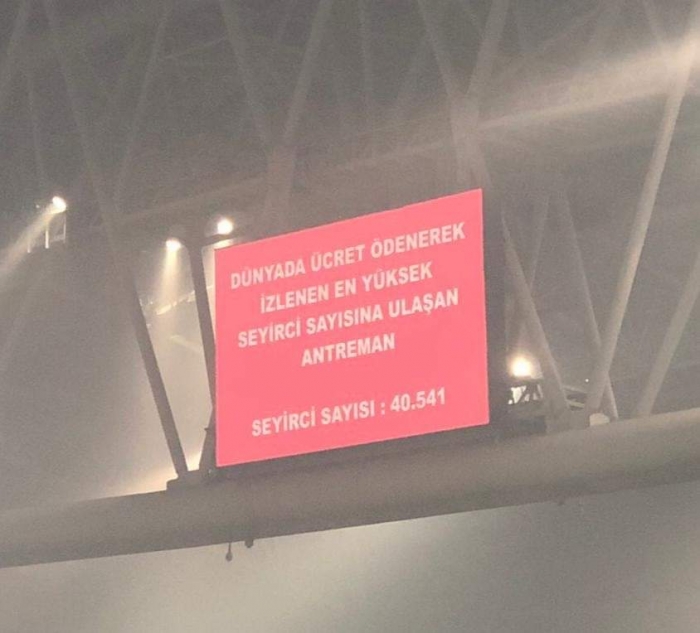 DÜNYADA ÜCRET ÖDENEREK
İZLENEN EN YÜKSEK
SEYİRCİ SAYISINA ULAŞAN
ANTREMAN
SEYİRCİ SAYISI : 40.541